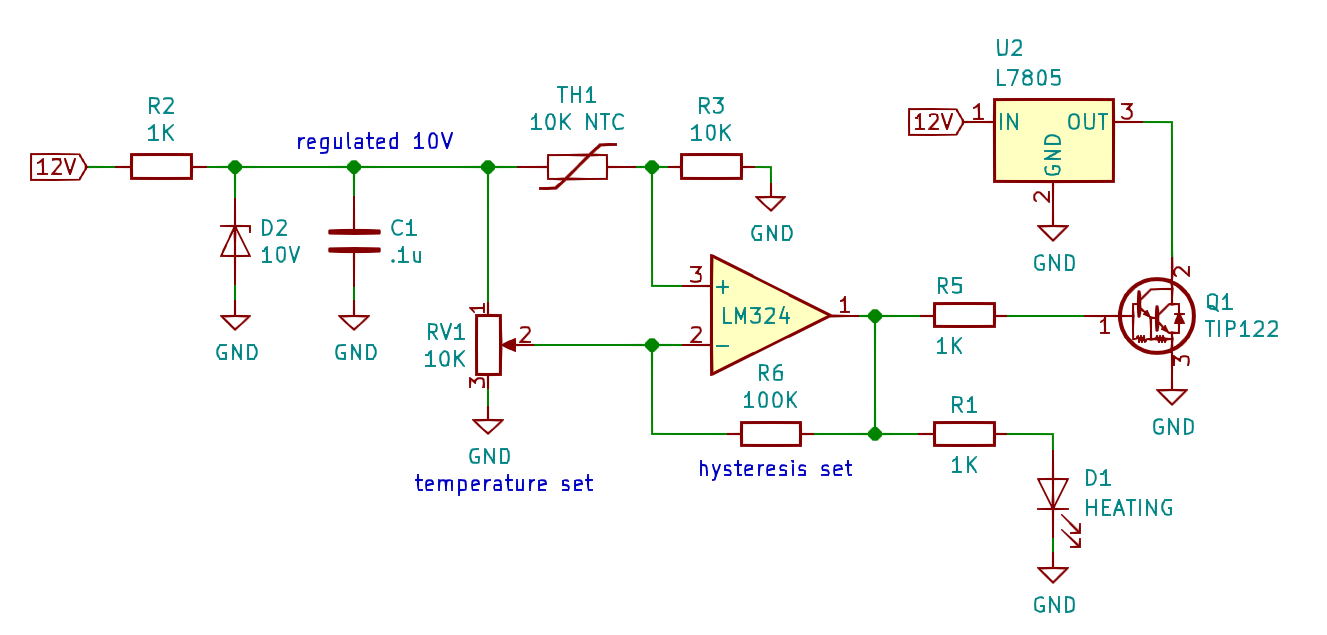 U2
L7805
12V
1
IN
OUT
3
GND
2
GND
R2
1K
12V
regulated 10V
TH1
10K NTC
R3
10K
GND
D2
10V
GND
C1
.1u
GND
RV1
10K
1
2
3
GND
temperature set
3
+
2
-
LM324
1
R6
100K
hysteresis set
R5
1K
1
2
3
Q1
TIP122
GND
R1
1K
D1
HEATING
GND